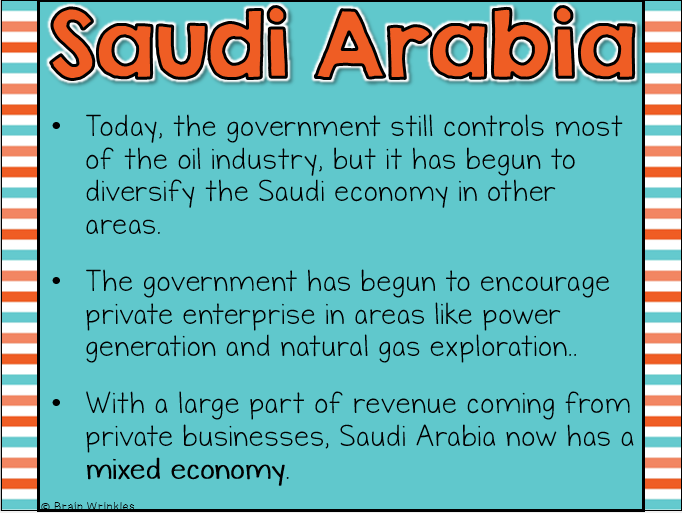 Saudi Arabia
• Today, the government still controls most
of the oil industry, but it has begun to
diversify the Saudi economy in other
areas.
• The government has begun to encourage
private enterprise in areas like power
generation and natural gas exploration..
• With a large part of revenue coming from
private businesses, Saudi Arabia now has a
mixed economy.
© Brain Wrinkles